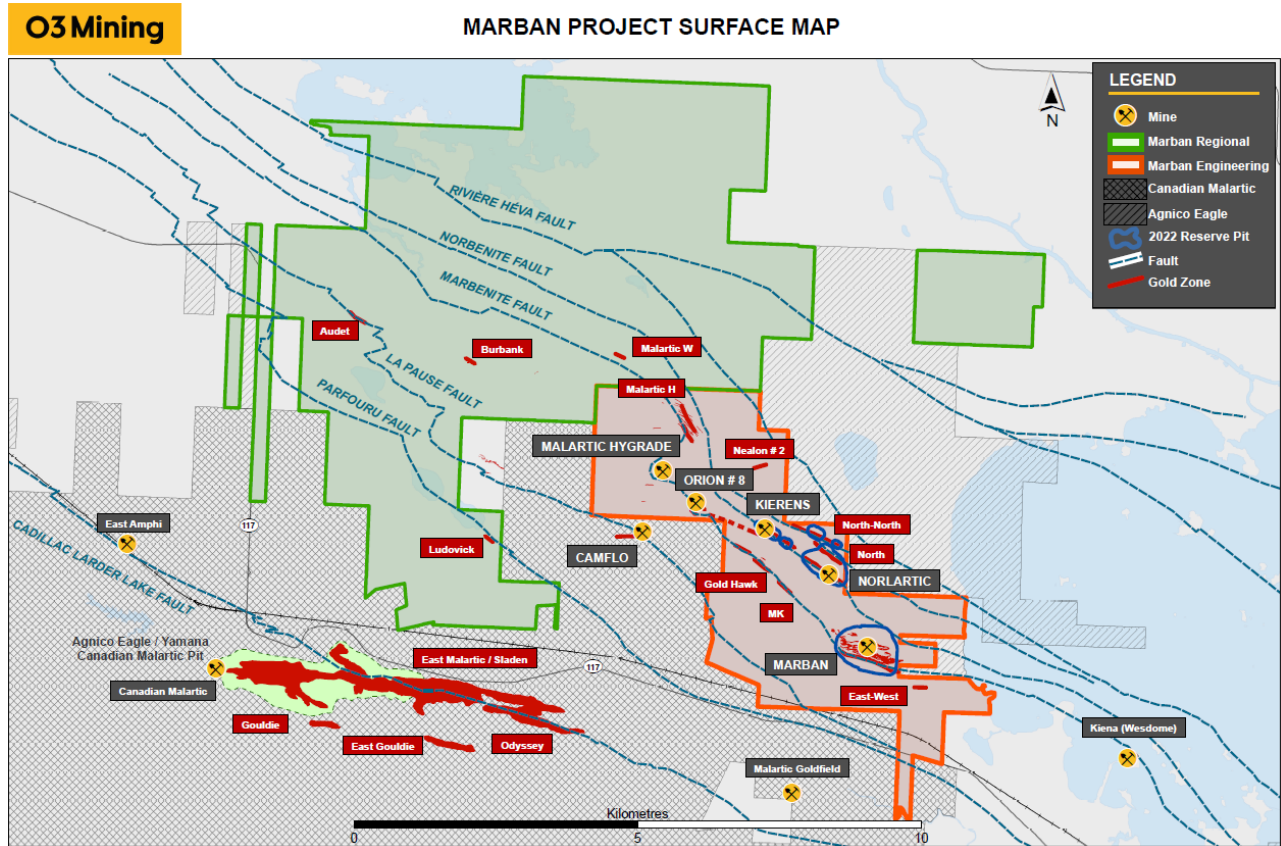 O3 Mining
MARBAN PROJECT SURFACE MAP
LEGEND
Mine
Marban Regional
Marban Engineering
Canadian Malartic
Agnico Eagle
2022 Reserve Pit
Fault
Gold Zone
N
RIVIÈRE HÉVA FAULT
NORBENITE FAULT
MARBENITE FAULT
Audet
Burbank
Malartic W
LA PAUSE FAULT
PARFOURU FAULT
Malartic H
MALARTIC HYGRADE
Nealon # 2
ORION # 8
KIERENS
East Amphi
117
North-North
CADILLAC LARDER LAKE FAULT
Ludovick
CAMFLO
North
Gold Hawk
NORLARTIC
MK
Agnico Eagle / Yamana
Canadian Malartic Pit
East Malartic / Sladen
117
MARBAN
Canadian Malartic
East-West
Gouldie
East Gouldie
Odyssey
Kiena (Wesdome)
Malartic Goldfield
Kilometres
0
5
10